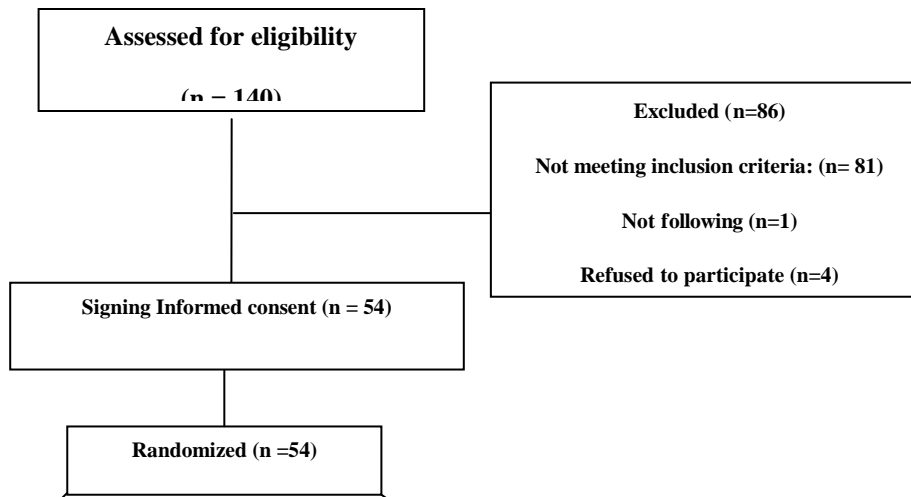 Assessed for eligibility
(n = 140)
Excluded (n=86)
Not meeting inclusion criteria: (n= 81)
Not following (n=1)
Refused to participate (n=4)
Signing Informed consent (n = 54)
Randomized (n =54)